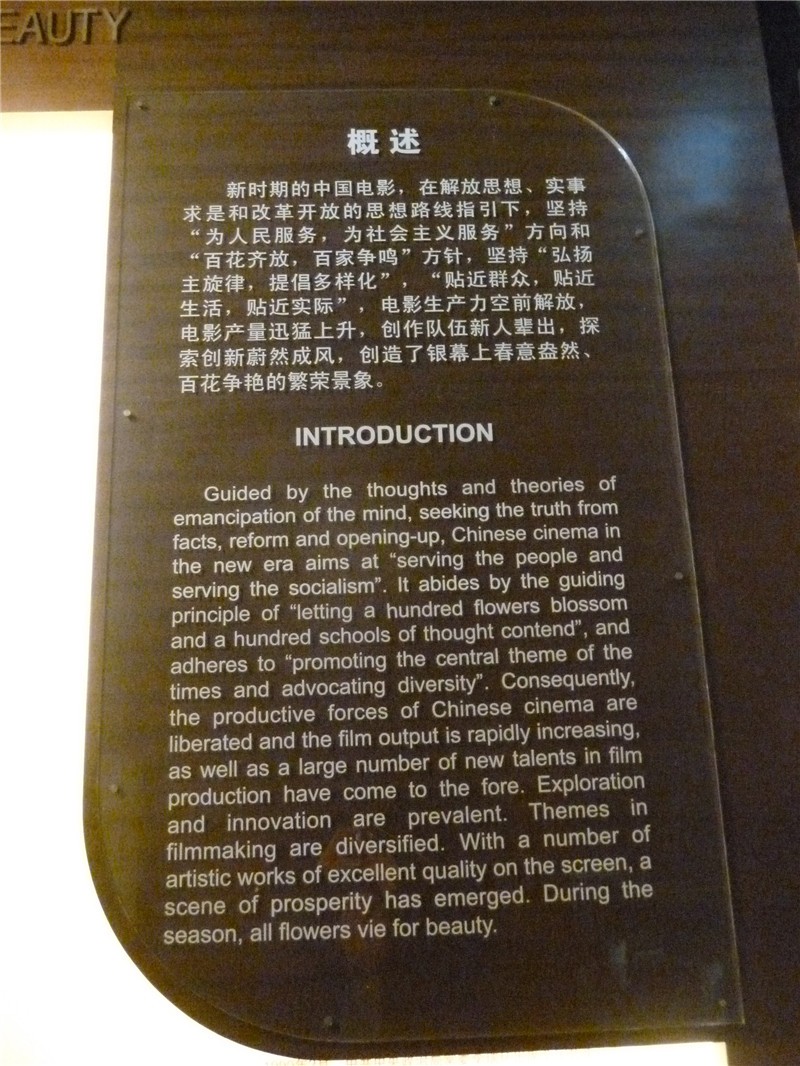 EAUTY
概述
新时期的中国电影，在解放思想、实事
求是和改革开放的思想路线指引下，坚持
“为人民服务，为社会主义服务”方向和
“百花齐放，百家争鸣”方针，坚持“弘扬
主旋律，提倡多样化”，“贴近群众，贴近
生活，贴近实际”，电影生产力空前解放，
电影产量迅猛上升，创作队伍新人辈出，探
索创新蔚然成风，创造了银幕上春意盎然、
百花争艳的繁荣景象。
INTRODUCTION
Guided by the thoughts and theories of
emancipation of the mind, seeking the truth from
facts, reform and opening-up, Chinese cinema in
the new era aims at “serving the people and
serving the socialism”. It abides by the guiding
principle of “letting a hundred flowers blossom
and a hundred schools of thought contend”, and
adheres to “promoting the central theme of the
times and advocating diversity”. Consequently,
the productive forces of Chinese cinema are
liberated and the film output is rapidly increasing,
as well as a large number of new talents in film
production have come to the fore. Exploration
and innovation are prevalent. Themes in
filmmaking are diversified. With a number of
artistic works of excellent quality on the screen, a
scene of prosperity has emerged. During the
season, all flowers vie for beauty.